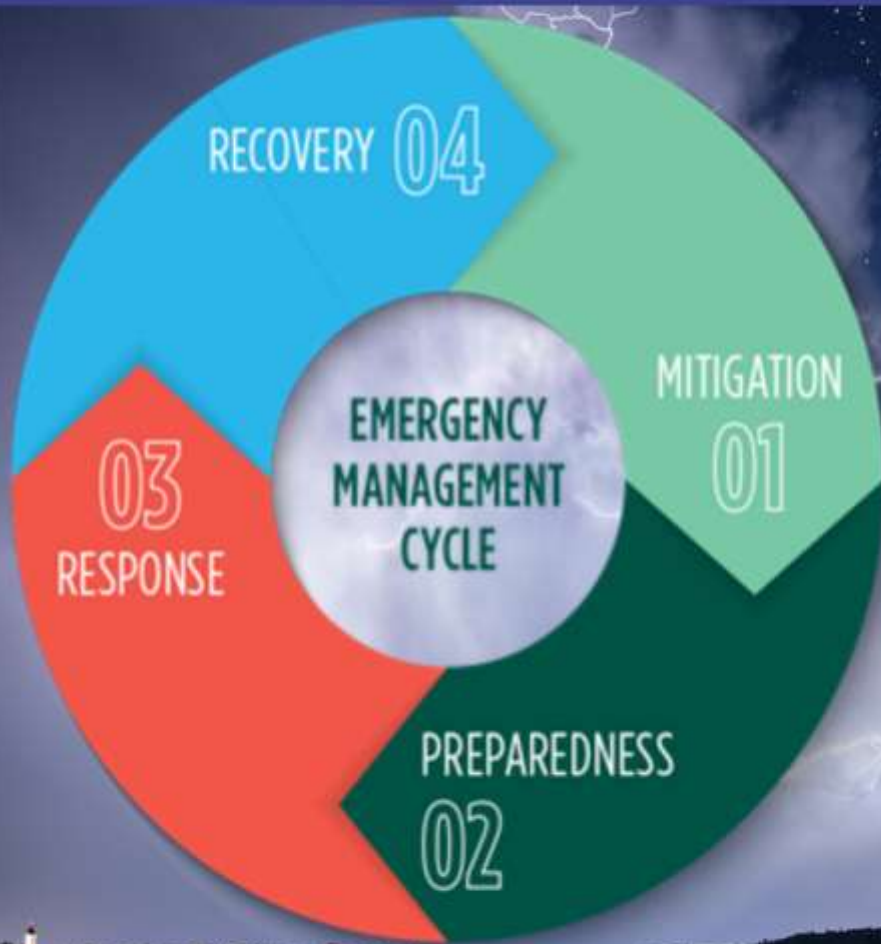 RECOVERY 04
MITIGATION
01
EMERGENCY
MANAGEMENT
CYCLE
03
RESPONSE
PREPAREDNESS
02